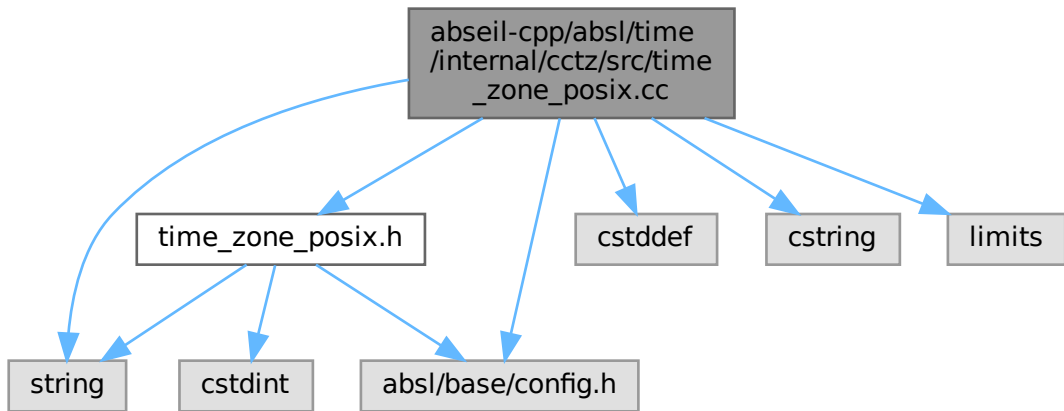 abseil-cpp/absl/time
/internal/cctz/src/time
_zone_posix.cc
time_zone_posix.h
cstddef
cstring
limits
string
cstdint
absl/base/config.h